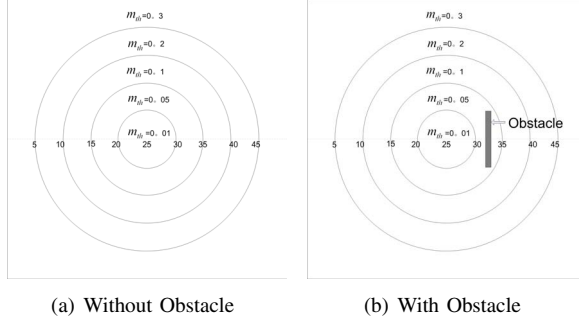 m_th=0。3
m_th=0。2
m_th=0。1
m_th=0。05
m_th=0。01
5 10 15 20 25 30 35 40 45
(a) Without Obstacle
m_th=0。3
m_th=0。2
m_th=0。1
m_th=0。05
Obstacle
m_th=0。01
5 10 15 20 25 30 35 40 45
(b) With Obstacle